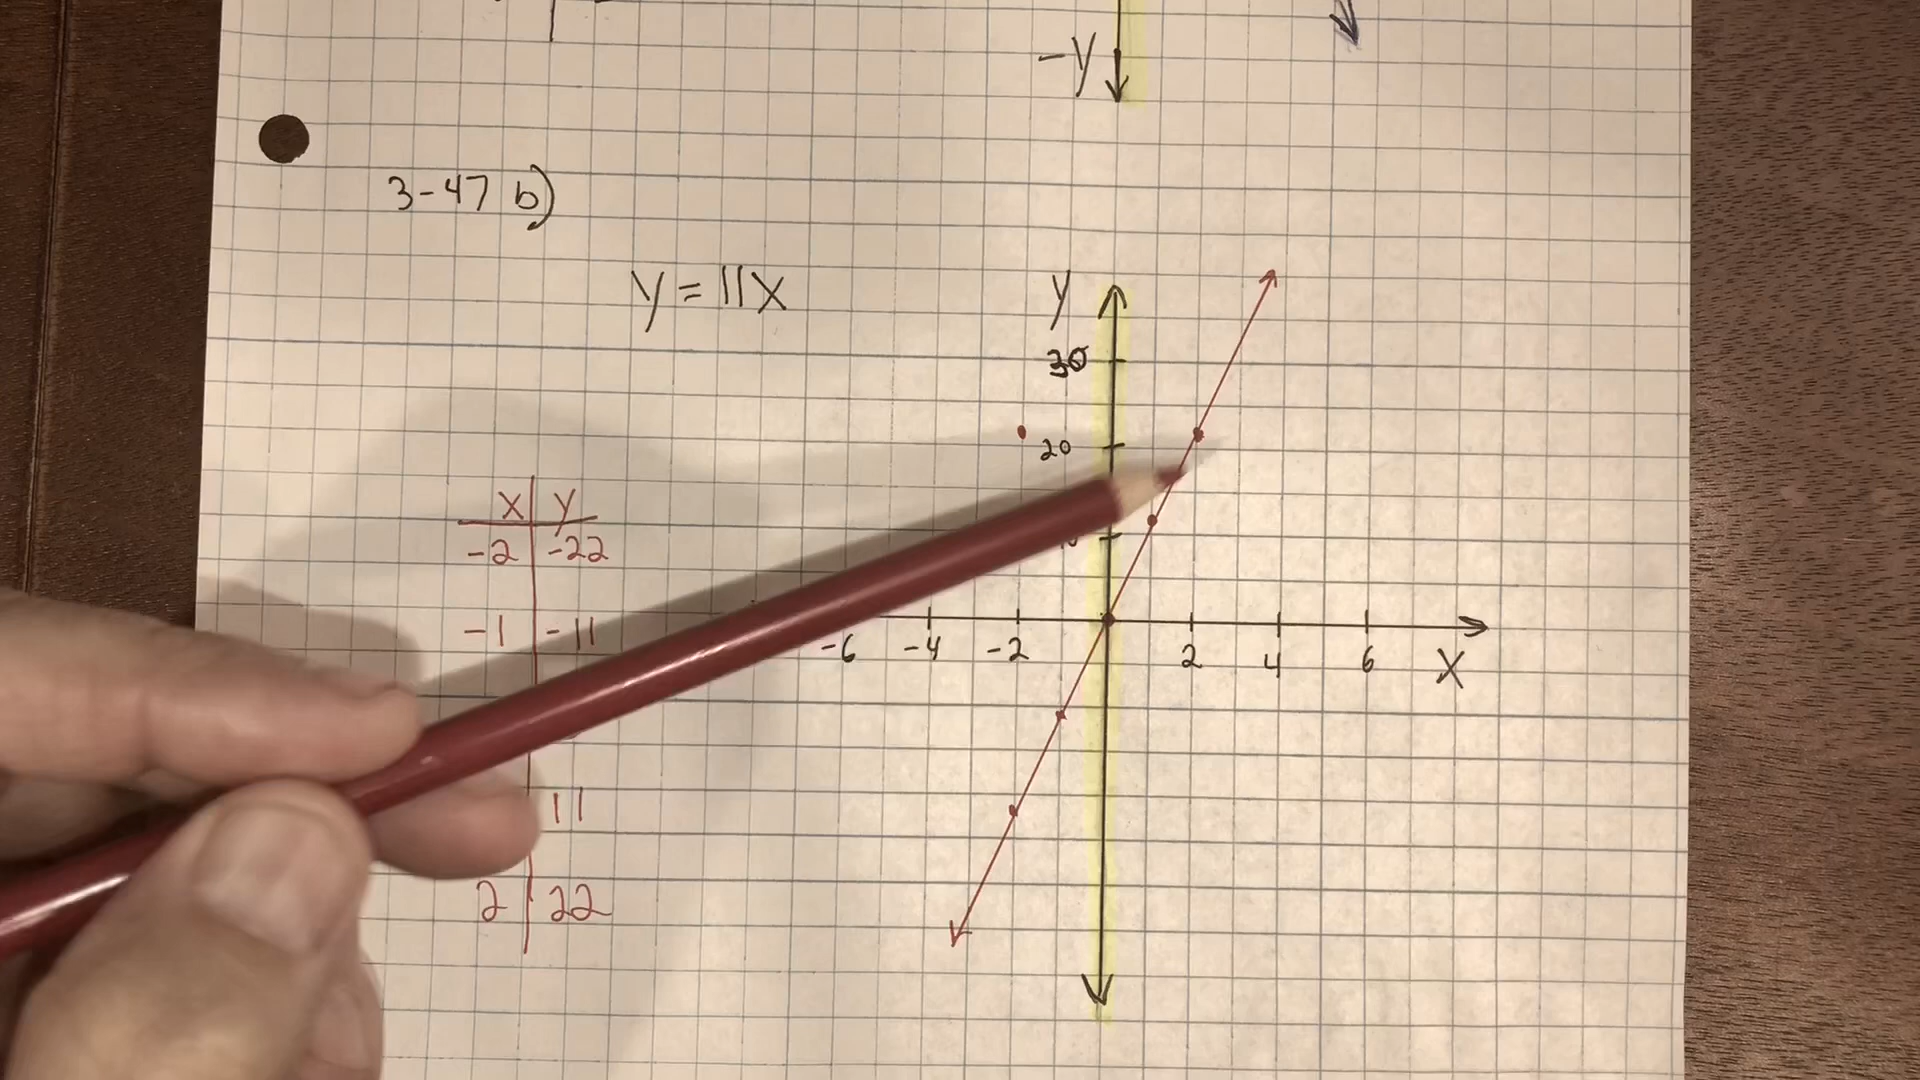 -y
3-47 b)
y = 11x
y
30
20
x | y
-2 | -22
-1 | -11
11
2 | 22
-6 -4 -2 2 4 6 x